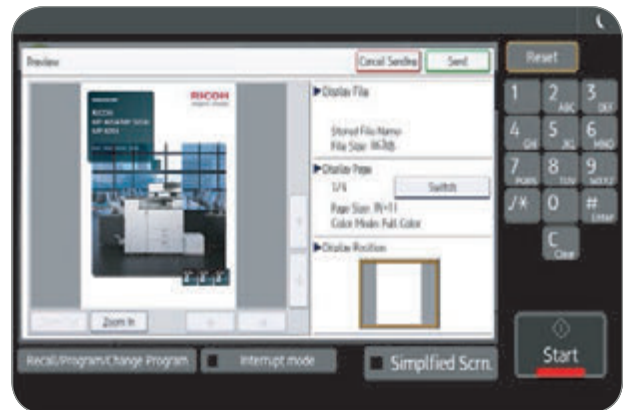 Preview
Cancel Sending
Send
Reset
RICOH
RICOH
Display File
Stored File Name
File Size
Display Page
1/4
Switch
Page Size
Color Mode: Full Color
Display Position
Zoom In
1
2 ABC
3 DEF
4 GHI
5 JKL
6 MNO
7 PQRS
8 TUV
9 WXYZ
./*
0
#
Enter
C
Clear
Start
Recall/Program/Change Program
Interrupt mode
Simplfied Scrn.